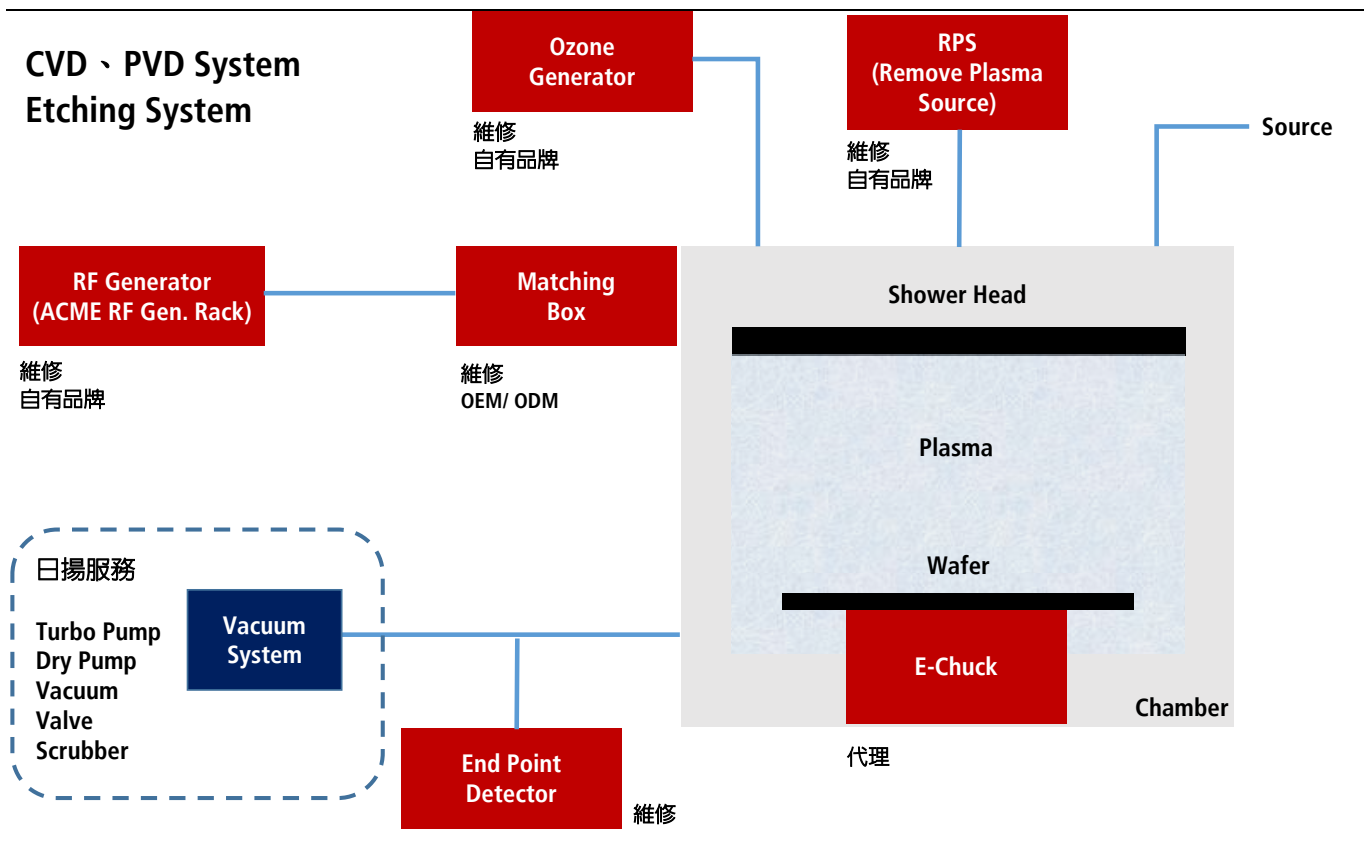 CVD、PVD System
Etching System
Ozone
Generator
維修
自有品牌
RPS
(Remove Plasma
Source)
維修
自有品牌
Source
RF Generator
(ACME RF Gen. Rack)
維修
自有品牌
Matching
Box
維修
OEM/ ODM
Shower Head
Plasma
Wafer
E-Chuck
Chamber
代理
日揚服務
Turbo Pump
Dry Pump
Vacuum
Valve
Scrubber
Vacuum
System
End Point
Detector
維修